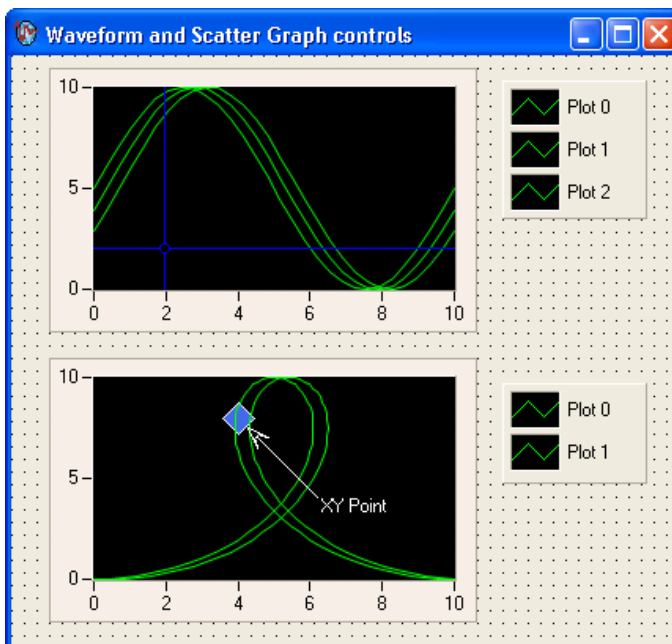 Waveform and Scatter Graph controls
10
5
0
0 2 4 6 8 10
Plot 0
Plot 1
Plot 2
10
5
0
0 2 4 6 8 10
XY Point
Plot 0
Plot 1